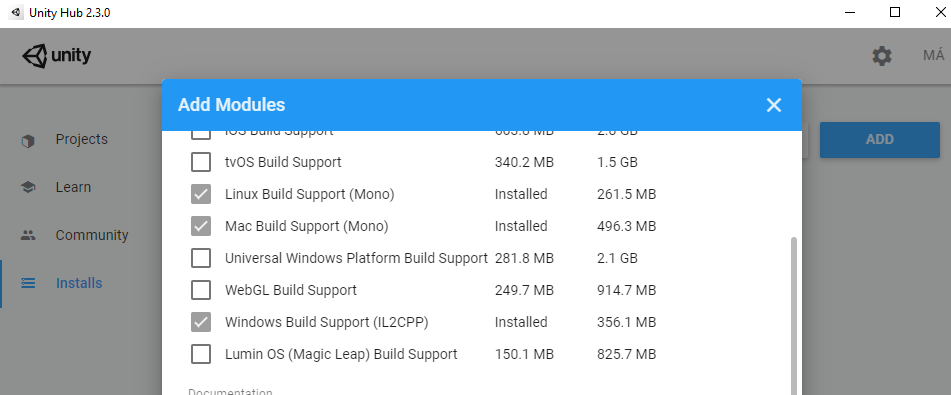 Unity Hub 2.3.0
unity
MÁ
Add Modules
ADD
Projects
Learn
Community
Installs
iOS Build Support
tvOS Build Support 340.2 MB 1.5 GB
Linux Build Support (Mono) Installed 261.5 MB
Mac Build Support (Mono) Installed 496.3 MB
Universal Windows Platform Build Support 281.8 MB 2.1 GB
WebGL Build Support 249.7 MB 914.7 MB
Windows Build Support (IL2CPP) Installed 356.1 MB
Lumin OS (Magic Leap) Build Support 150.1 MB 825.7 MB
Documentation